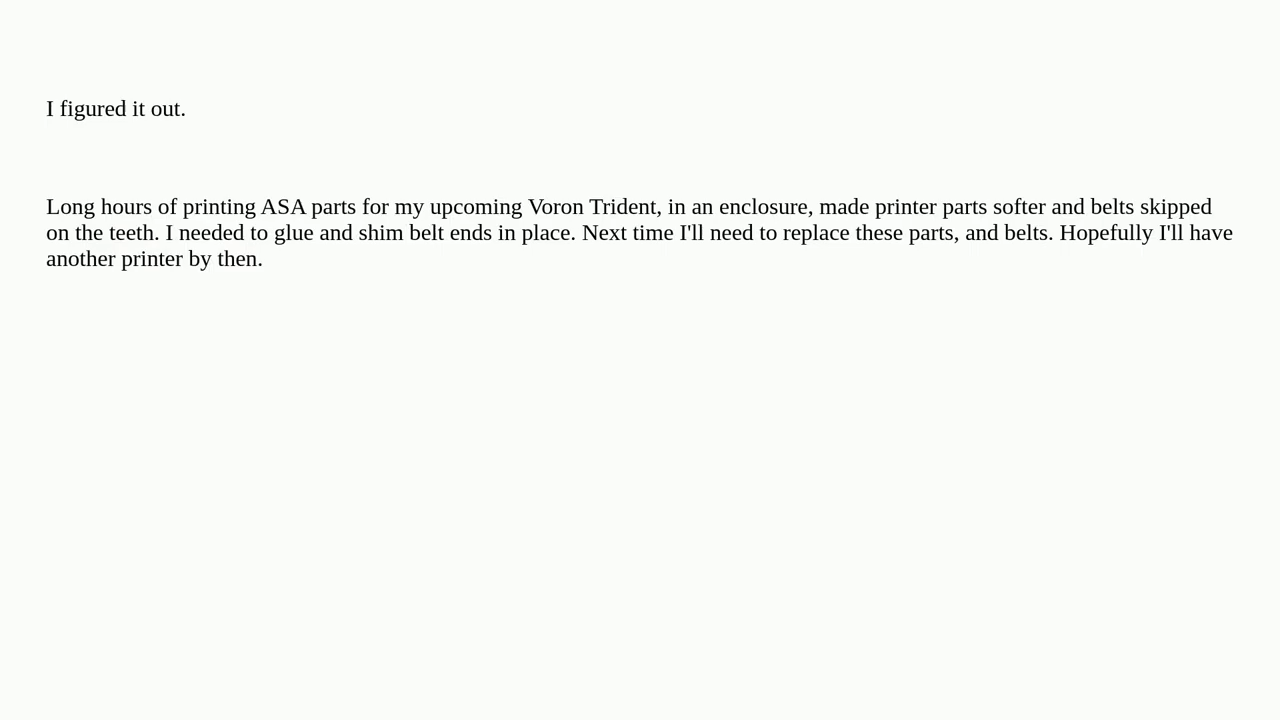 I figured it out.
Long hours of printing ASA parts for my upcoming Voron Trident, in an enclosure, made printer parts softer and belts skipped
on the teeth. I needed to glue and shim belt ends in place. Next time I'll need to replace these parts, and belts. Hopefully I'll have
another printer by then.